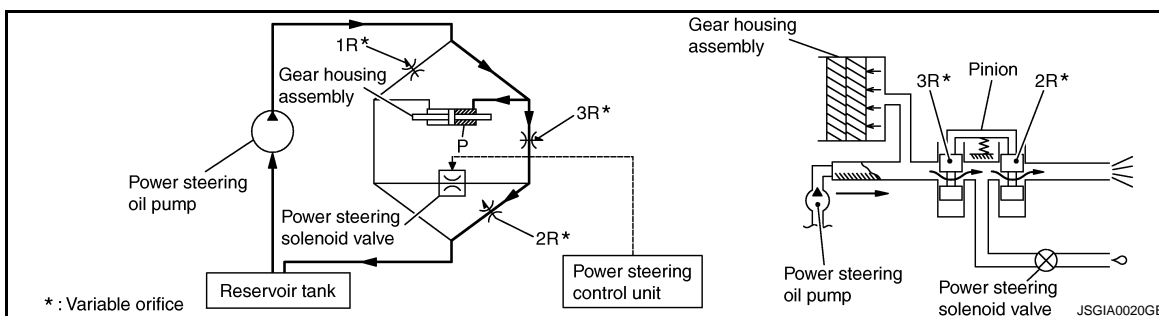 1R*
Gear housing
assembly
3R*
P
Power steering
oil pump
Power steering
solenoid valve
2R*
Reservoir tank
Power steering
control unit
* : Variable orifice
Gear housing
assembly
Pinion
3R*
2R*
Power steering
oil pump
Power steering
solenoid valve
JSGIA0020GB